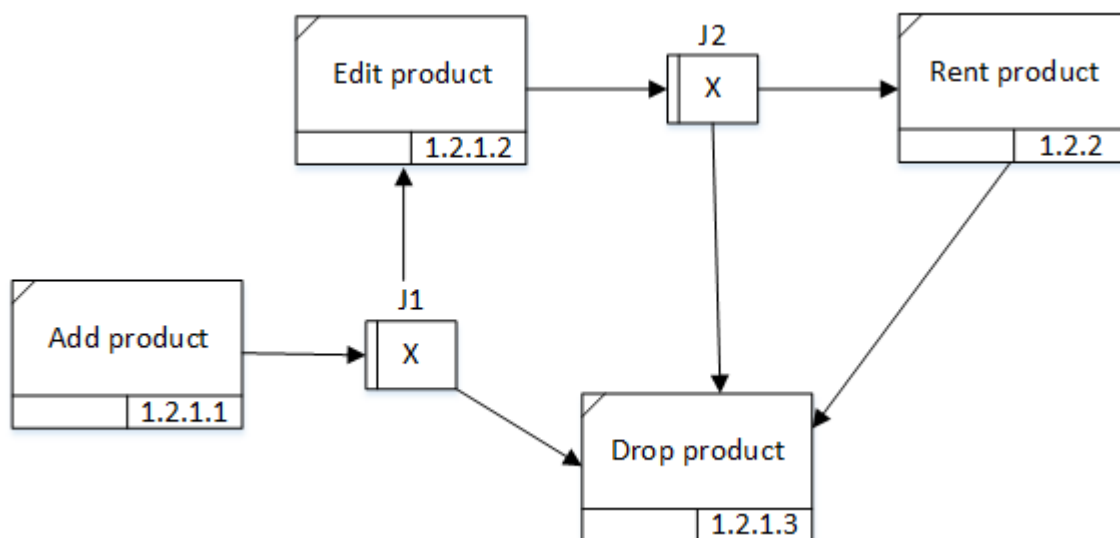 Edit product
1.2.1.2
J2
X
Rent product
1.2.2
Add product
1.2.1.1
J1
X
Drop product
1.2.1.3